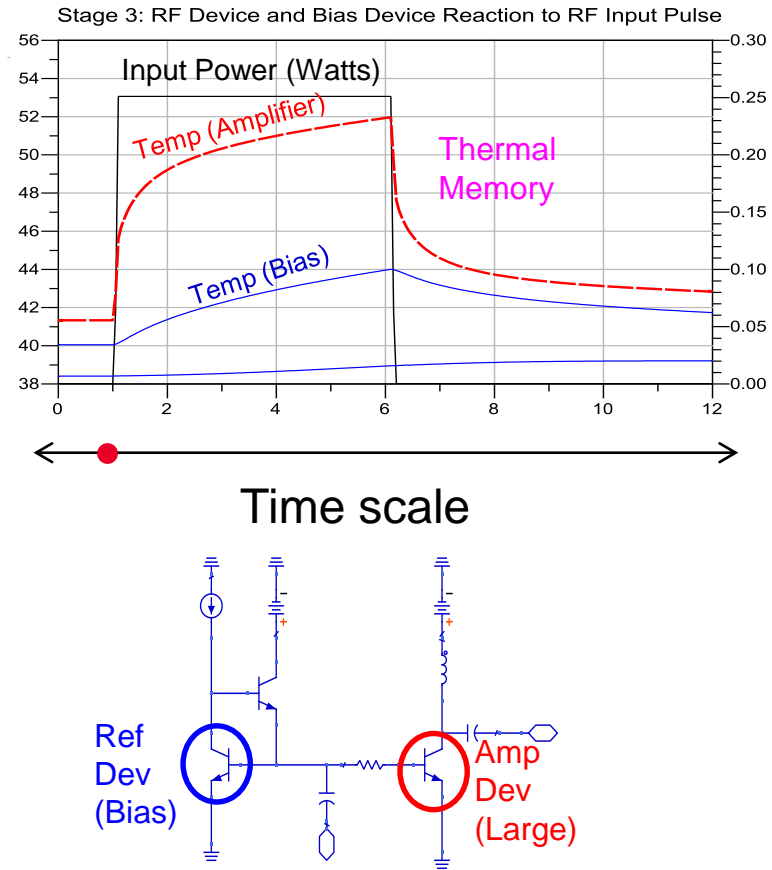 Stage 3: RF Device and Bias Device Reaction to RF Input Pulse
56
54
52
50
48
46
44
42
40
38
0.30
0.25
0.20
0.15
0.10
0.05
0.00
Input Power (Watts)
Temp (Amplifier)
Thermal
Memory
Temp (Bias)
0 2 4 6 8 10 12
Time scale
-
+
-
+
Ref
Dev
(Bias)
Amp
Dev
(Large)